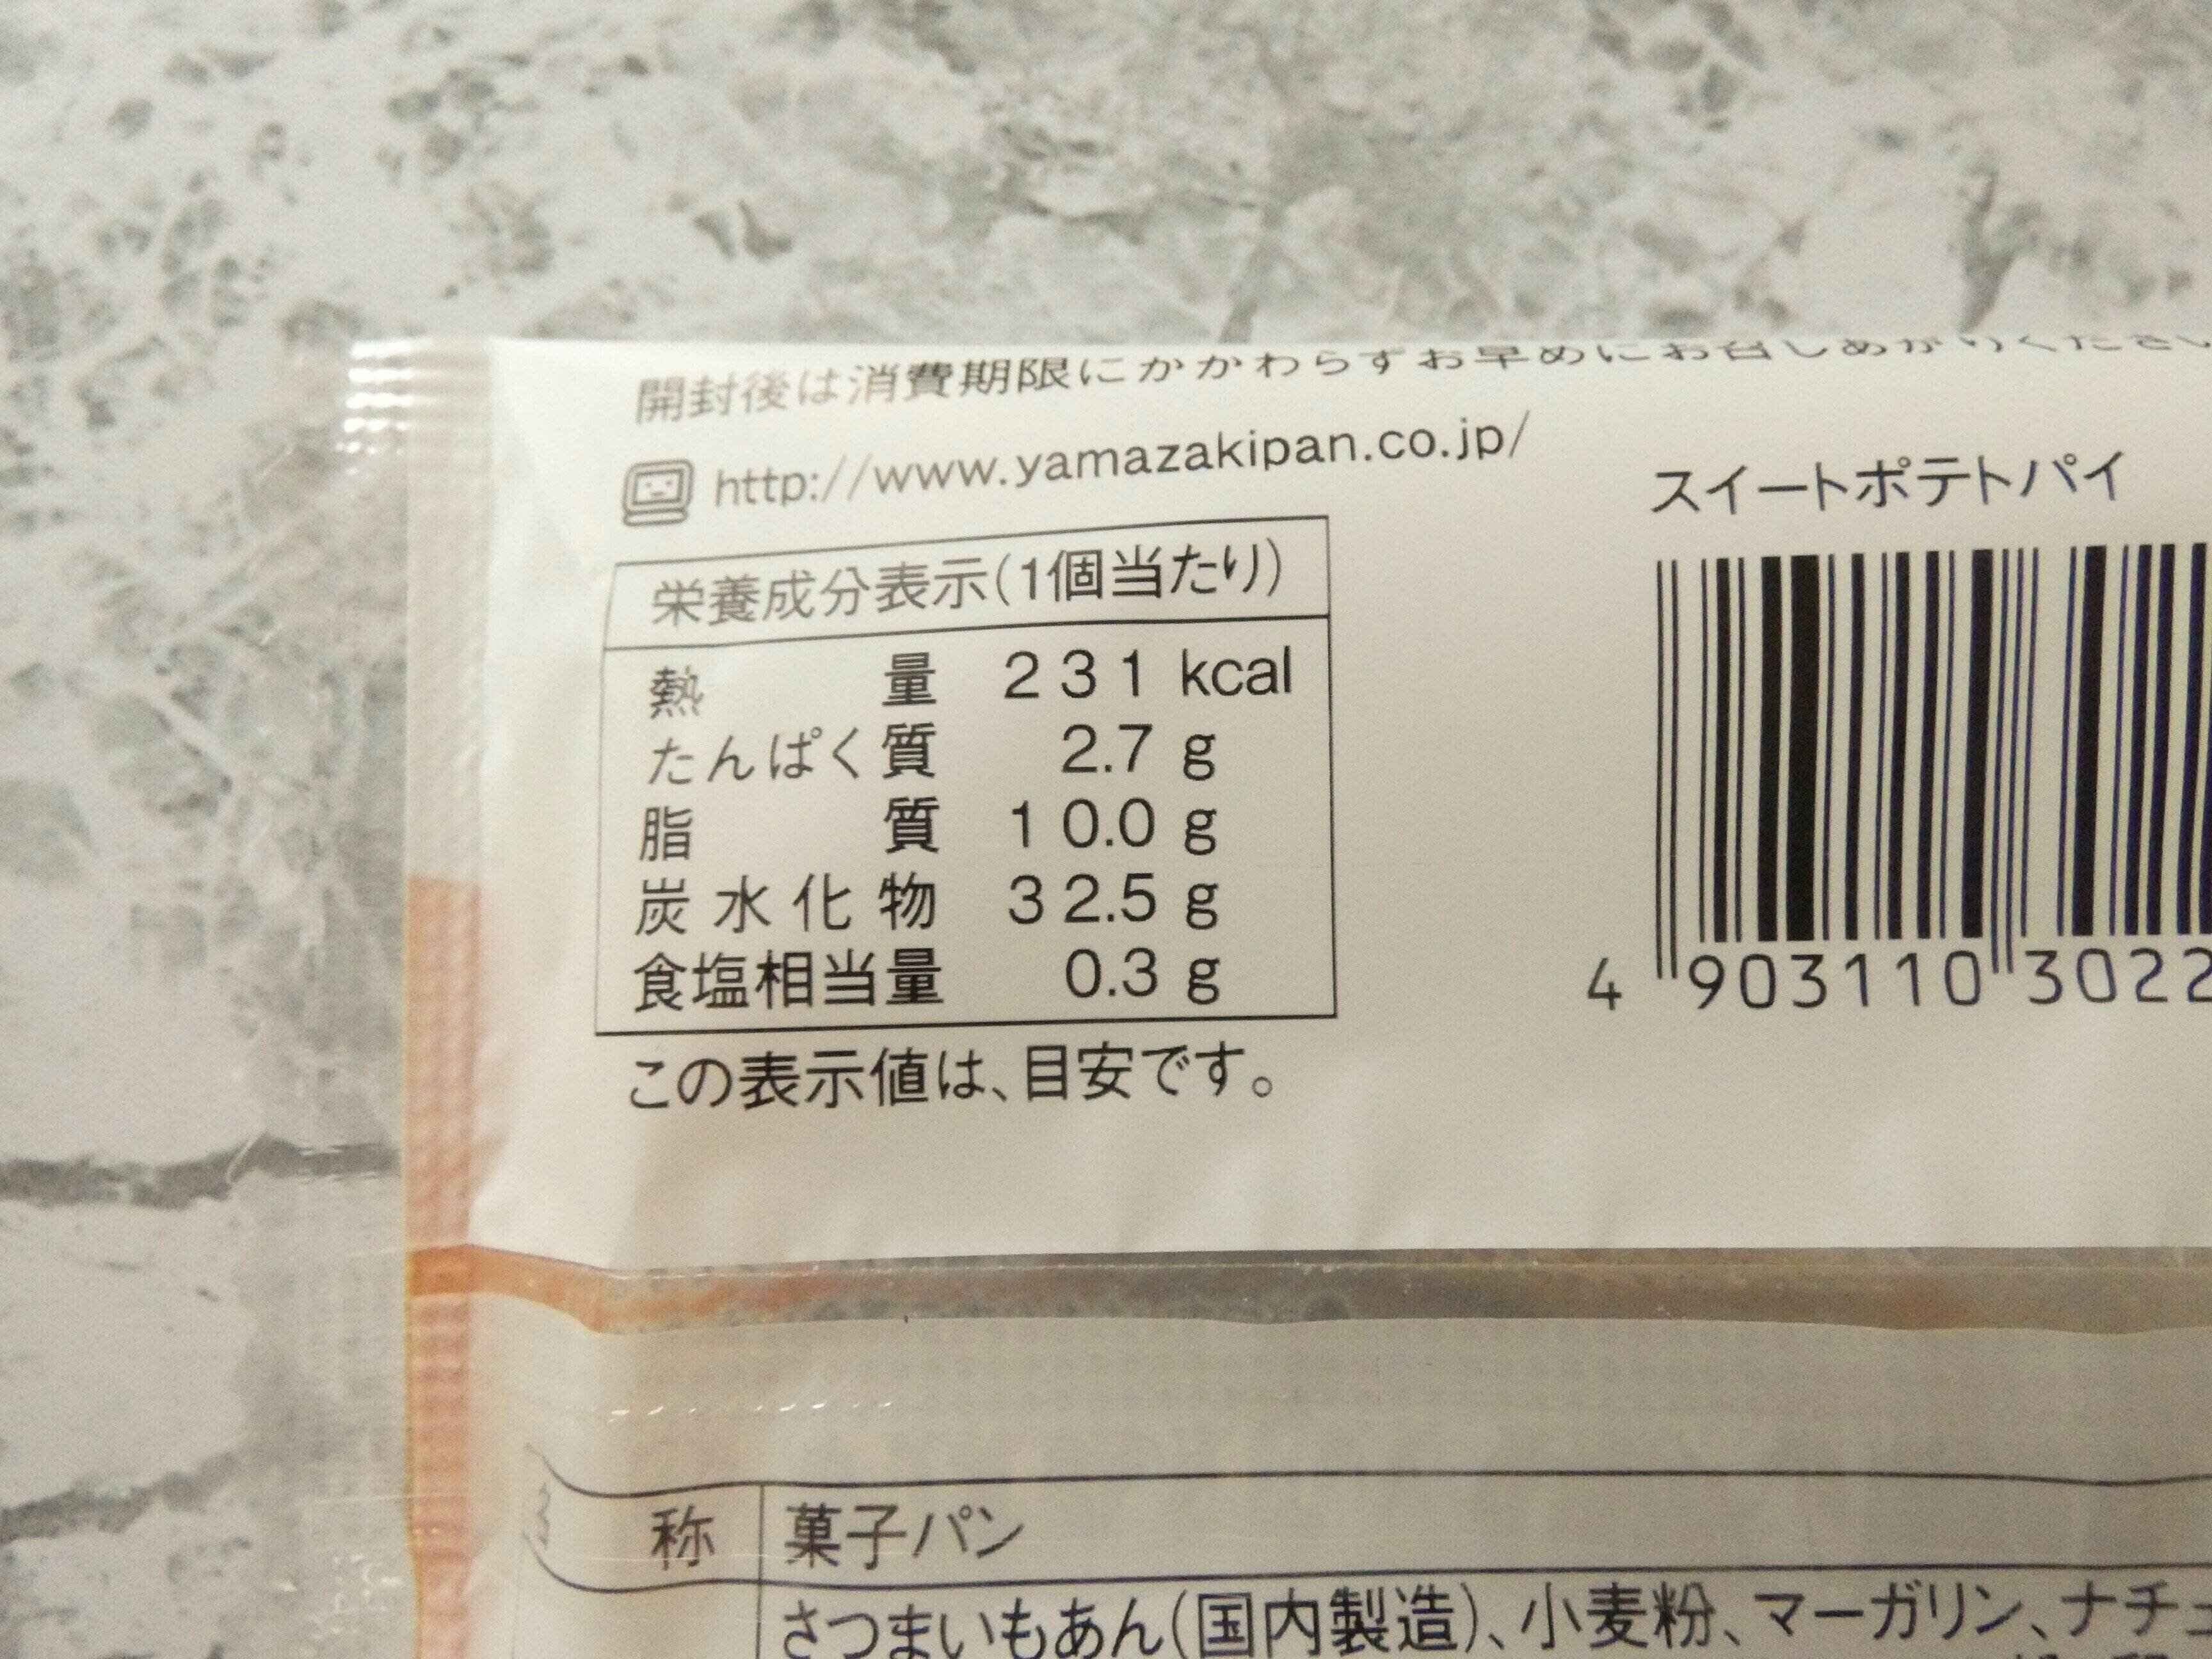 開封後は消費期限にかかわらずお早めにお召しあがりください
http://www.yamazakipan.co.jp/
スイートポテトパイ
栄養成分表示(1個当たり)
熱量 231 kcal
たんぱく質 2.7 g
脂質 10.0 g
炭水化物 32.5 g
食塩相当量 0.3 g
この表示値は、目安です。
4 903110 3022
称 菓子パン
さつまいもあん(国内製造)、小麦粉、マーガリン、ナチュ